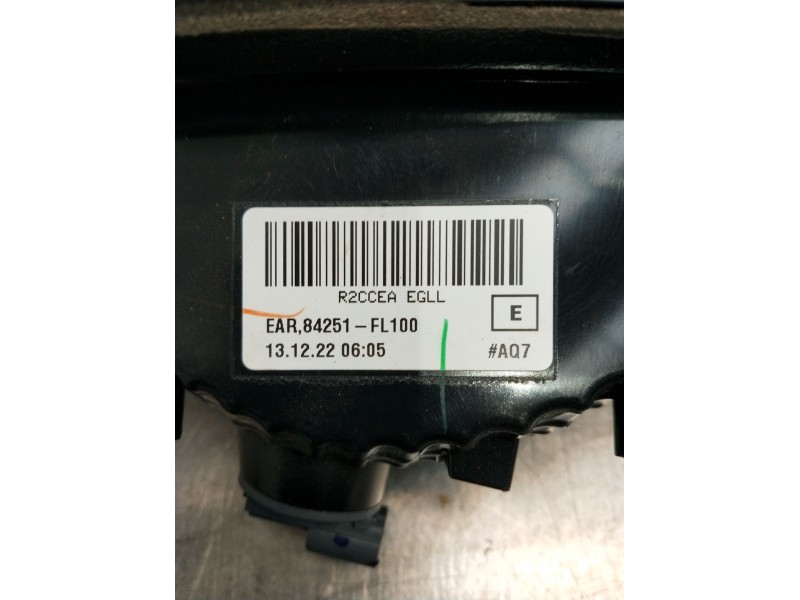 R2CCEA EGLL
EAR,84251-FL100
E
13.12.22 06:05
#AQ7